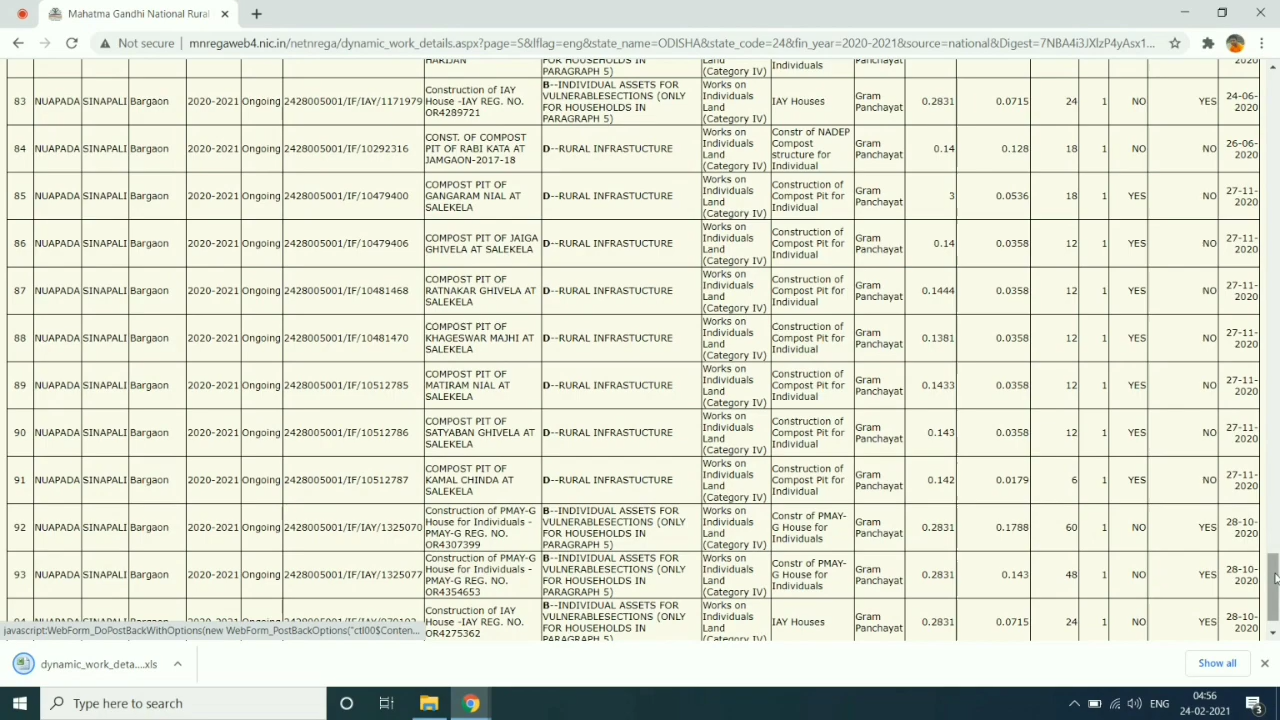 Mahatma Gandhi National Rural
Not secure | mnregaweb4.nic.in/netnrega/dynamic_work_details.aspx?page=S&lflag=eng&state_name=ODISHA&state_code=24&fin_year=2020-2021&source=national&Digest=7NBA4i3JXlzP4yAsx1...
HARIJAN FOR HOUSEHOLDS IN PARAGRAPH 5) Land (Category IV) Individuals Panchayat 2020
83 NUAPADA SINAPALI Bargaon 2020-2021 Ongoing 2428005001/IF/IAY/1171979 Construction of IAY House -IAY REG. NO. OR4289721 B--INDIVIDUAL ASSETS FOR VULNERABLESECTIONS (ONLY FOR HOUSEHOLDS IN PARAGRAPH 5) Works on Individuals Land (Category IV) IAY Houses Gram Panchayat 0.2831 0.0715 24 1 NO YES 24-06-2020
84 NUAPADA SINAPALI Bargaon 2020-2021 Ongoing 2428005001/IF/10292316 CONST. OF COMPOST PIT OF RABI KATA AT JAMGAON-2017-18 D--RURAL INFRASTUCTURE Works on Individuals Land (Category IV) Constr of NADEP Compost structure for Individual Gram Panchayat 0.14 0.128 18 1 NO NO 26-06-2020
85 NUAPADA SINAPALI Bargaon 2020-2021 Ongoing 2428005001/IF/10479400 COMPOST PIT OF GANGARAM NIAL AT SALEKELA D--RURAL INFRASTUCTURE Works on Individuals Land (Category IV) Construction of Compost Pit for Individual Gram Panchayat 3 0.0536 18 1 YES NO 27-11-2020
86 NUAPADA SINAPALI Bargaon 2020-2021 Ongoing 2428005001/IF/10479406 COMPOST PIT OF JAIGA GHIVELA AT SALEKELA D--RURAL INFRASTUCTURE Works on Individuals Land (Category IV) Construction of Compost Pit for Individual Gram Panchayat 0.14 0.0358 12 1 YES NO 27-11-2020
87 NUAPADA SINAPALI Bargaon 2020-2021 Ongoing 2428005001/IF/10481468 COMPOST PIT OF RATNAKAR GHIVELA AT SALEKELA D--RURAL INFRASTUCTURE Works on Individuals Land (Category IV) Construction of Compost Pit for Individual Gram Panchayat 0.1444 0.0358 12 1 YES NO 27-11-2020
88 NUAPADA SINAPALI Bargaon 2020-2021 Ongoing 2428005001/IF/10481470 COMPOST PIT OF KHAGESWAR MAJHI AT SALEKELA D--RURAL INFRASTUCTURE Works on Individuals Land (Category IV) Construction of Compost Pit for Individual Gram Panchayat 0.1381 0.0358 12 1 YES NO 27-11-2020
89 NUAPADA SINAPALI Bargaon 2020-2021 Ongoing 2428005001/IF/10512785 COMPOST PIT OF MATIRAM NIAL AT SALEKELA D--RURAL INFRASTUCTURE Works on Individuals Land (Category IV) Construction of Compost Pit for Individual Gram Panchayat 0.1433 0.0358 12 1 YES NO 27-11-2020
90 NUAPADA SINAPALI Bargaon 2020-2021 Ongoing 2428005001/IF/10512786 COMPOST PIT OF SATYABAN GHIVELA AT SALEKELA D--RURAL INFRASTUCTURE Works on Individuals Land (Category IV) Construction of Compost Pit for Individual Gram Panchayat 0.143 0.0358 12 1 YES NO 27-11-2020
91 NUAPADA SINAPALI Bargaon 2020-2021 Ongoing 2428005001/IF/10512787 COMPOST PIT OF KAMAL CHINDA AT SALEKELA D--RURAL INFRASTUCTURE Works on Individuals Land (Category IV) Construction of Compost Pit for Individual Gram Panchayat 0.142 0.0179 6 1 YES NO 27-11-2020
92 NUAPADA SINAPALI Bargaon 2020-2021 Ongoing 2428005001/IF/IAY/1325070 Construction of PMAY-G House for Individuals -PMAY-G REG. NO. OR4307399 B--INDIVIDUAL ASSETS FOR VULNERABLESECTIONS (ONLY FOR HOUSEHOLDS IN PARAGRAPH 5) Works on Individuals Land (Category IV) Constr of PMAY-G House for Individuals Gram Panchayat 0.2831 0.1788 60 1 NO YES 28-10-2020
93 NUAPADA SINAPALI Bargaon 2020-2021 Ongoing 2428005001/IF/IAY/1325077 Construction of PMAY-G House for Individuals -PMAY-G REG. NO. OR4354653 B--INDIVIDUAL ASSETS FOR VULNERABLESECTIONS (ONLY FOR HOUSEHOLDS IN PARAGRAPH 5) Works on Individuals Land (Category IV) Constr of PMAY-G House for Individuals Gram Panchayat 0.2831 0.143 48 1 NO YES 28-10-2020
Construction of IAY House -IAY REG. NO. OR4275362 B--INDIVIDUAL ASSETS FOR VULNERABLESECTIONS (ONLY FOR HOUSEHOLDS IN PARAGRAPH 5) Works on Individuals Land (Category IV) IAY Houses Gram Panchayat 0.2831 0.0715 24 1 NO YES 28-10-2020
javascript:WebForm_DoPostBackWithOptions(new WebForm_PostBackOptions("ctl00$Conten...
dynamic_work_deta....xls
Show all
Type here to search
ENG
04:56
24-02-2021
3